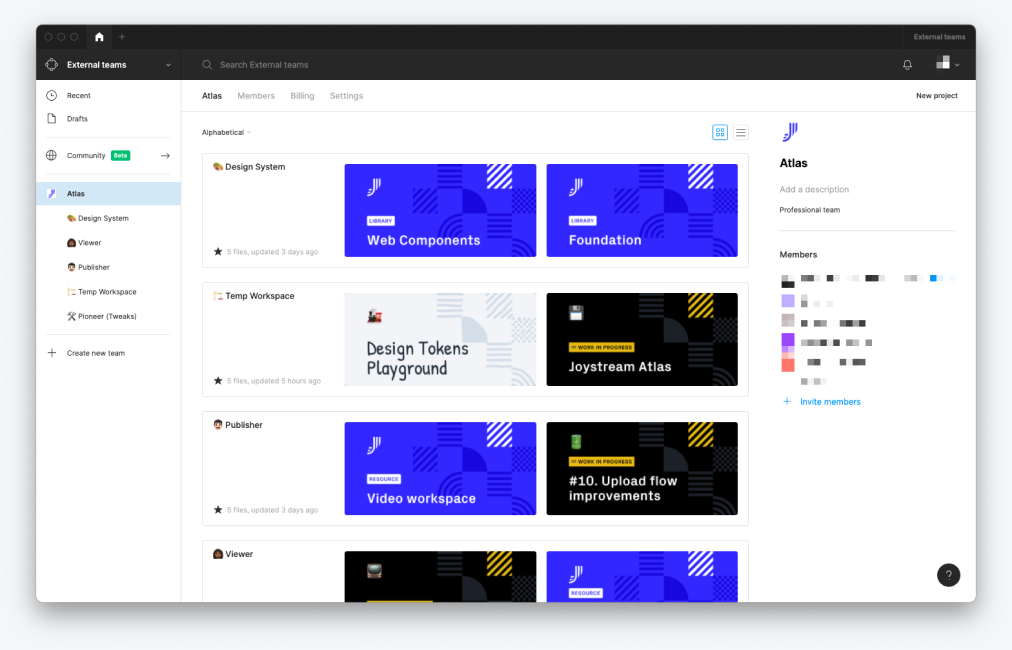 External teams
External teams
Search External teams
Recent
Drafts
Community Beta
Atlas
Design System
Viewer
Publisher
Temp Workspace
Pioneer (Tweaks)
Create new team
Atlas Members Billing Settings
New project
Alphabetical
Design System
5 files, updated 3 days ago
LIBRARY
Web Components
LIBRARY
Foundation
Temp Workspace
5 files, updated 5 hours ago
Design Tokens
Playground
WORK IN PROGRESS
Joystream Atlas
Publisher
5 files, updated 3 days ago
RESOURCE
Video workspace
WORK IN PROGRESS
#10. Upload flow
improvements
Viewer
RESOURCE
Atlas
Add a description
Professional team
Members
Invite members
?